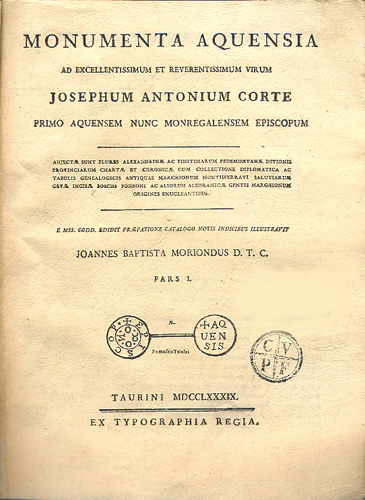 MONUMENTA AQUENSIA
AD EXCELLENTISSIMUM ET REVERENTISSIMUM VIRUM
JOSEPHUM ANTONIUM CORTE
PRIMO AQUENSEM NUNC MONREGALENSEM EPISCOPUM
ADJECTÆ SUNT PLURES ALEXANDRINÆ AC FINITIMARUM PEDEMONTANÆ DITIONIS
PROVINCIARUM CHARTÆ ET CHRONICÆ, CUM COLLECTIONE DIPLOMATICA AC
TABULIS GENEALOGICIS ANTIQUAS MARCHIONUM MONTISFERRATI SALUTIARUM
CEVÆ INCISÆ BOSCHI PONZONI AC ALIORUM ALEDRAMICÆ GENTIS MARCHIONUM
ORIGINES ENUCLEANTIBUS.
E MSS. CODD. EDIDIT PRÆFATIONE CATALOGO NOTIS INDICIBUS ILLUSTRAVIT
JOANNES BAPTISTA MORIONDUS D. T. C.
PARS I.
AQ
UEN
SIS
C V
P
TAURINI MDCCLXXXIX.
EX TYPOGRAPHIA REGIA.